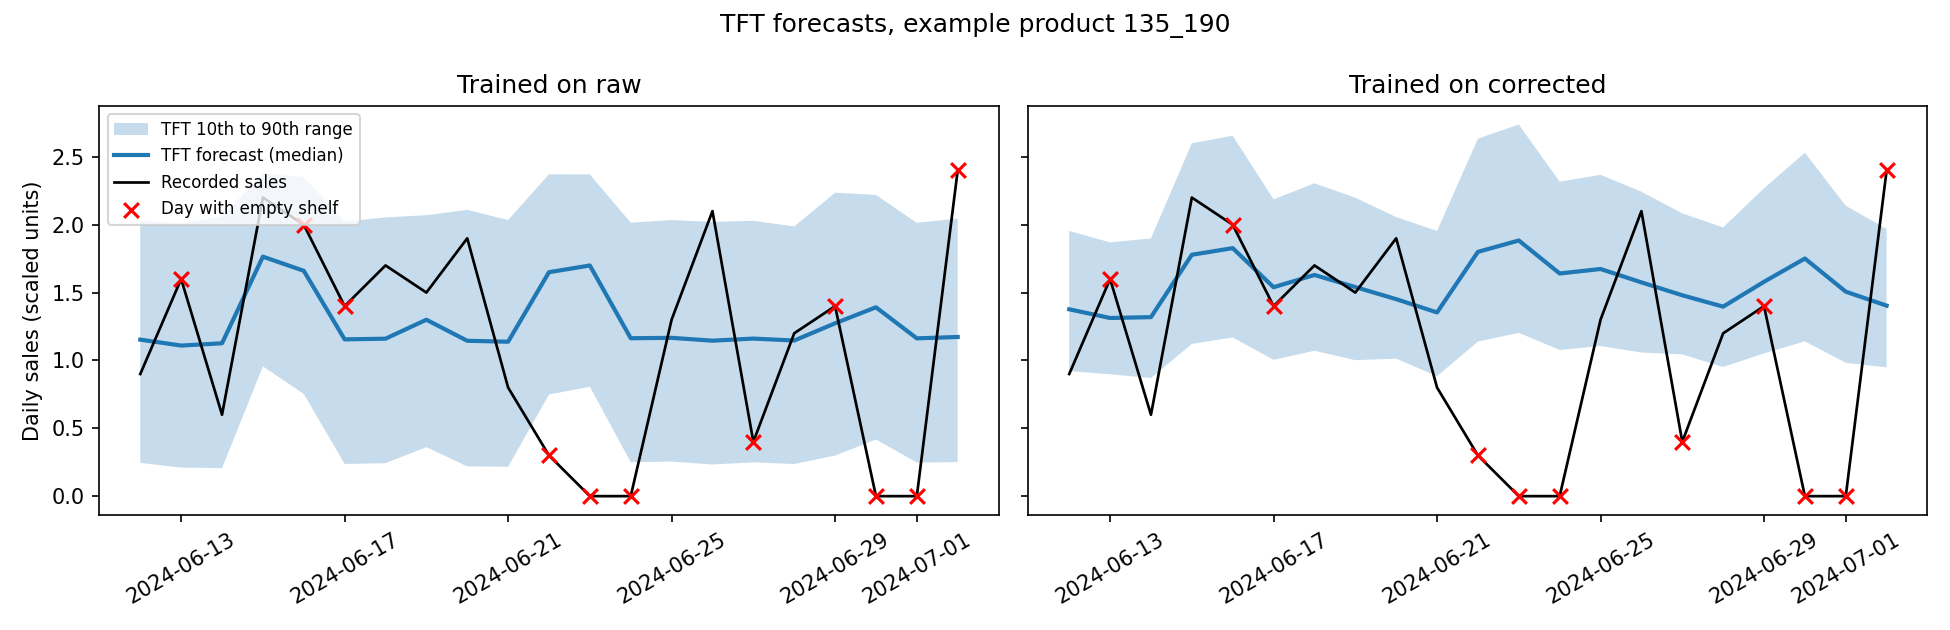 TFT forecasts, example product 135_190
Trained on raw
TFT 10th to 90th range
TFT forecast (median)
Recorded sales
Day with empty shelf
Daily sales (scaled units)
2.5
2.0
1.5
1.0
0.5
0.0
2024-06-13
2024-06-17
2024-06-21
2024-06-25
2024-06-29
2024-07-01
Trained on corrected
2024-06-13
2024-06-17
2024-06-21
2024-06-25
2024-06-29
2024-07-01